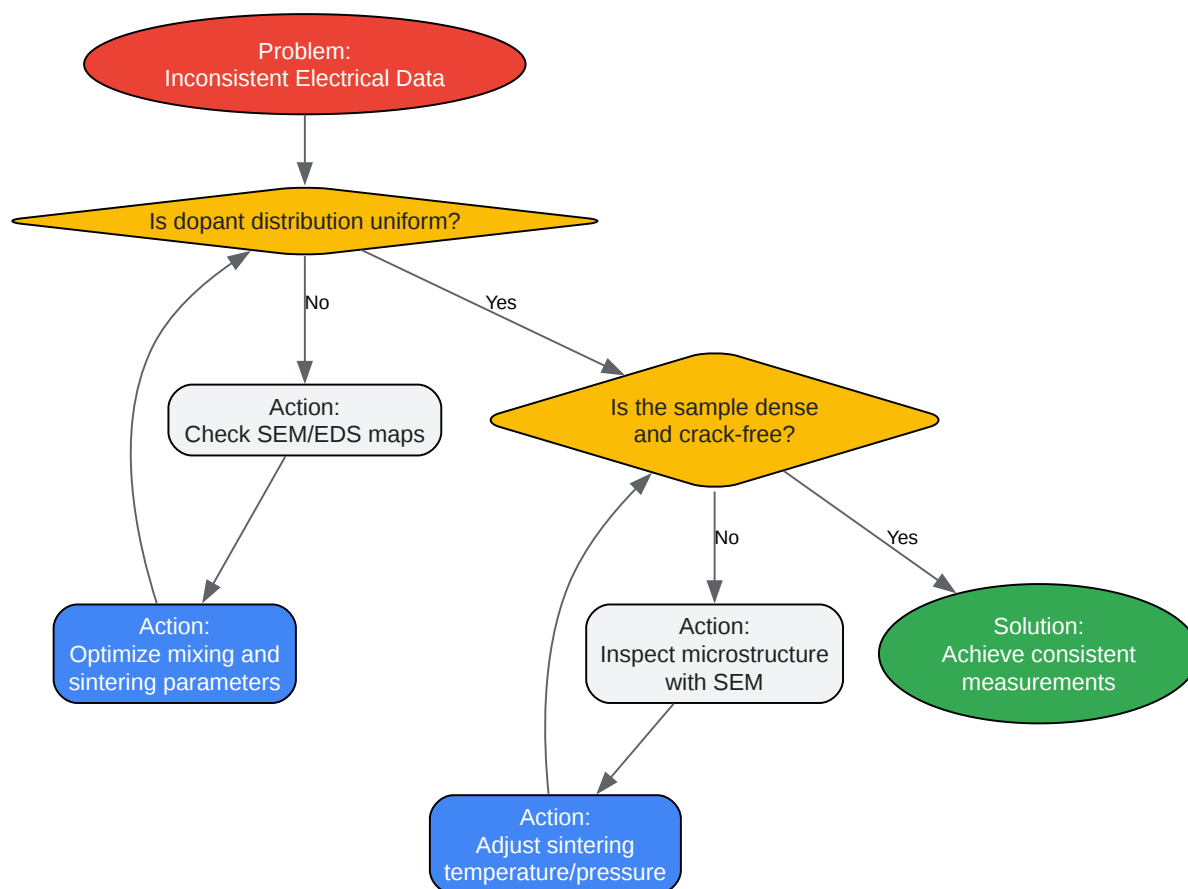 Problem:
Inconsistent Electrical Data
Is dopant distribution uniform?
No
Yes
Action:
Check SEM/EDS maps
Is the sample dense
and crack-free?
No
Yes
Action:
Optimize mixing and
sintering parameters
Action:
Inspect microstructure
with SEM
Solution:
Achieve consistent
measurements
Action:
Adjust sintering
temperature/pressure